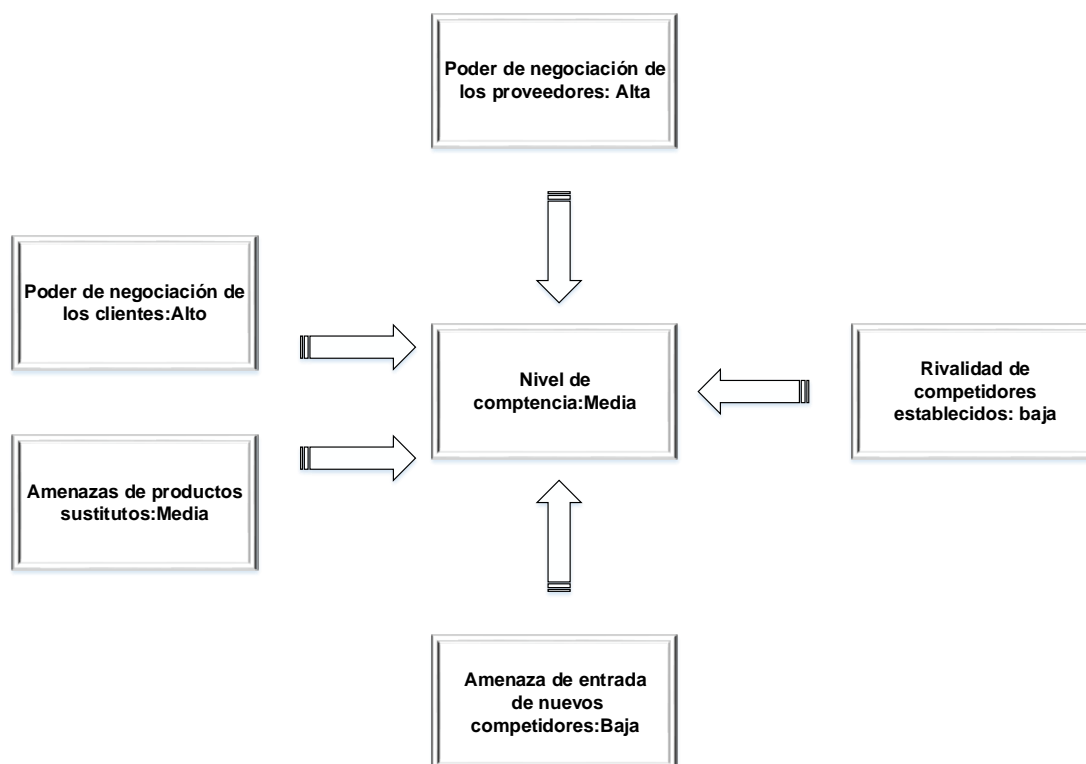 Poder de negociación de
los proveedores: Alta
Poder de negociación de
los clientes:Alto
Nivel de
comptencia:Media
Rivalidad de
competidores
establecidos: baja
Amenazas de productos
sustitutos:Media
Amenaza de entrada
de nuevos
competidores:Baja